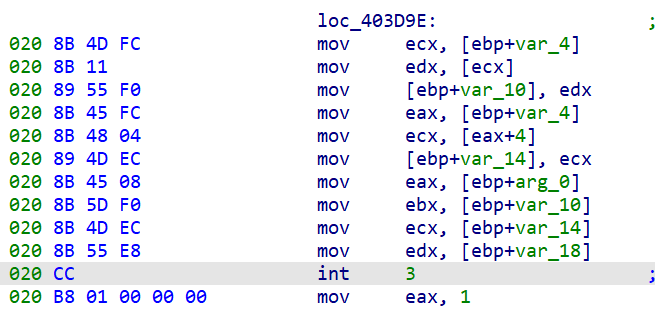 loc_403D9E: ;
020 8B 4D FC mov ecx, [ebp+var_4]
020 8B 11 mov edx, [ecx]
020 89 55 F0 mov [ebp+var_10], edx
020 8B 45 FC mov eax, [ebp+var_4]
020 8B 48 04 mov ecx, [eax+4]
020 89 4D EC mov [ebp+var_14], ecx
020 8B 45 08 mov eax, [ebp+arg_0]
020 8B 5D F0 mov ebx, [ebp+var_10]
020 8B 4D EC mov ecx, [ebp+var_14]
020 8B 55 E8 mov edx, [ebp+var_18]
020 CC int 3 ;
020 B8 01 00 00 00 mov eax, 1